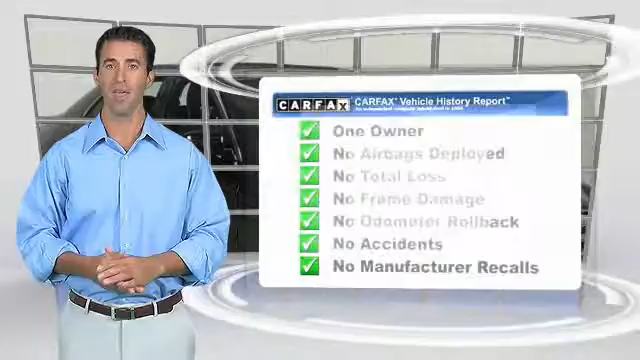 CARFAX CARFAX® Vehicle History Report™
One Owner
No Airbags Deployed
No Total Loss
No Frame Damage
No Odometer Rollback
No Accidents
No Manufacturer Recalls